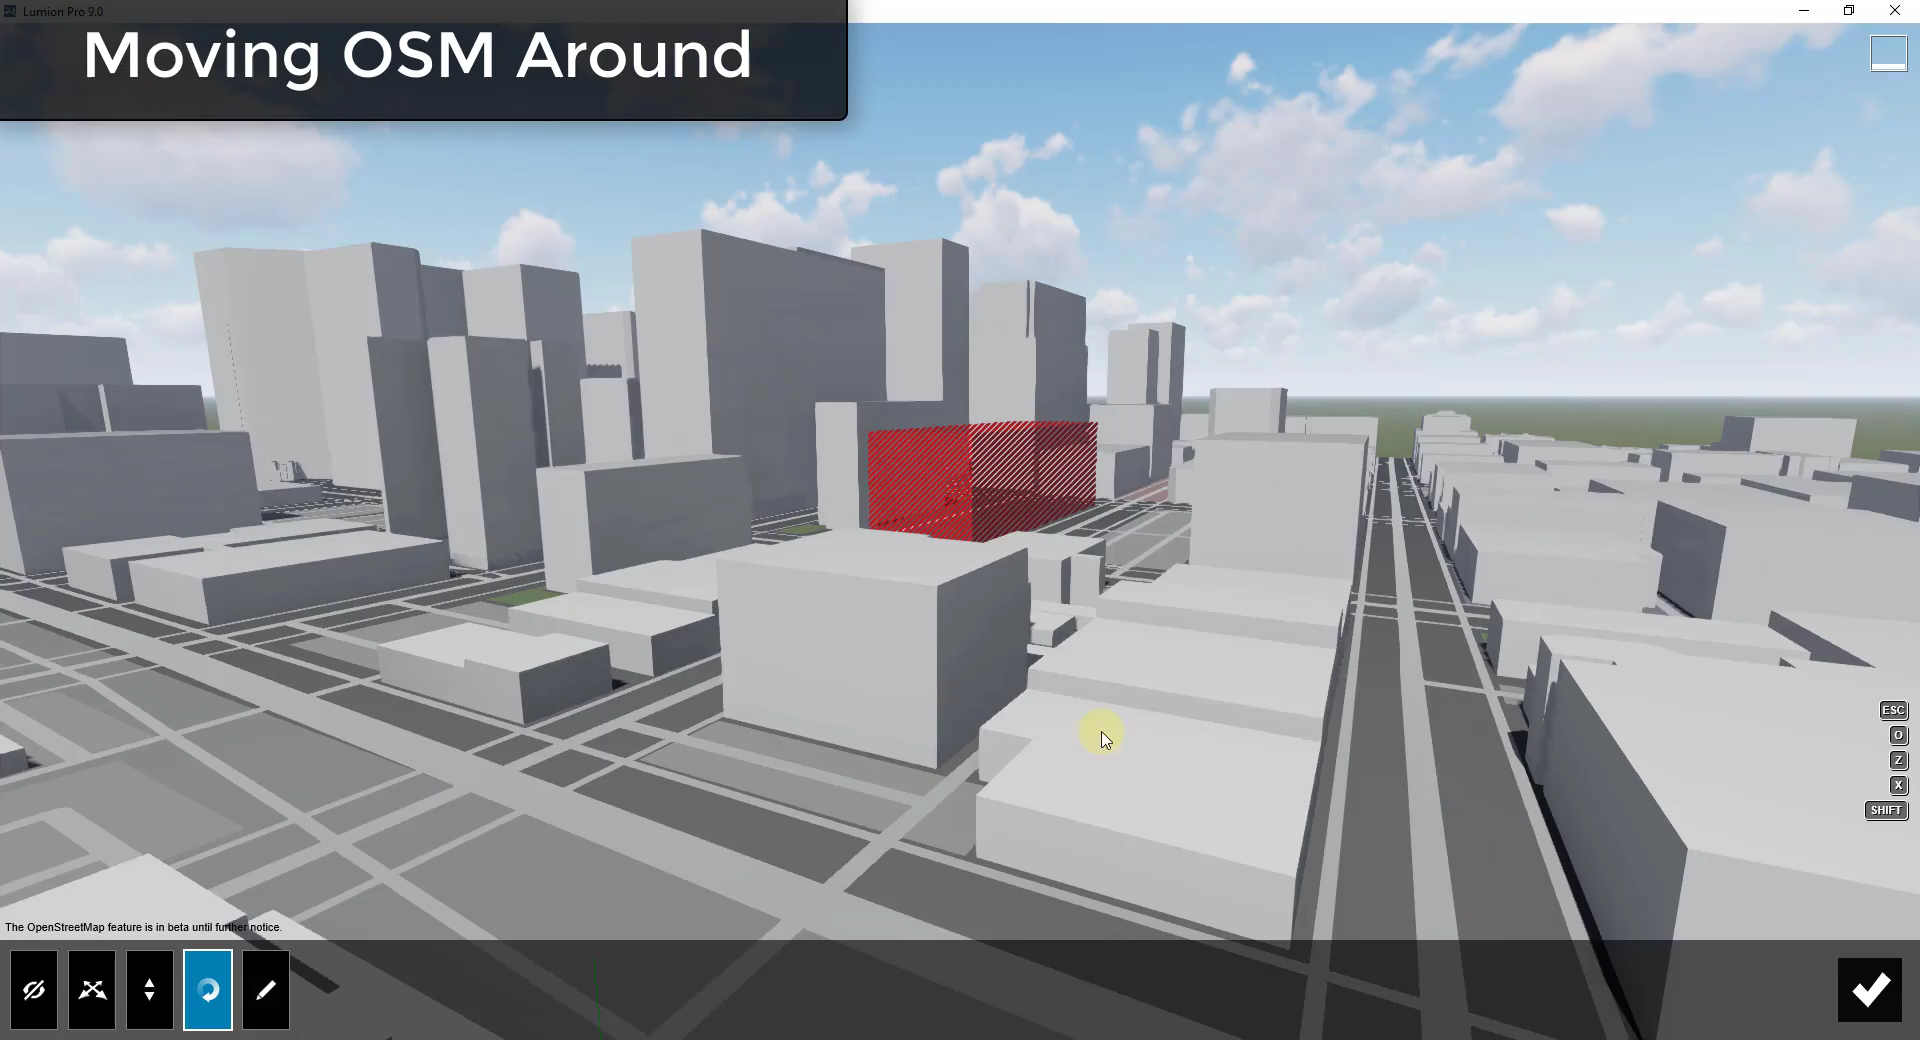 Lumion Pro 9.0
Moving OSM Around
ESC
O
Z
X
SHIFT
The OpenStreetMap feature is in beta until further notice.